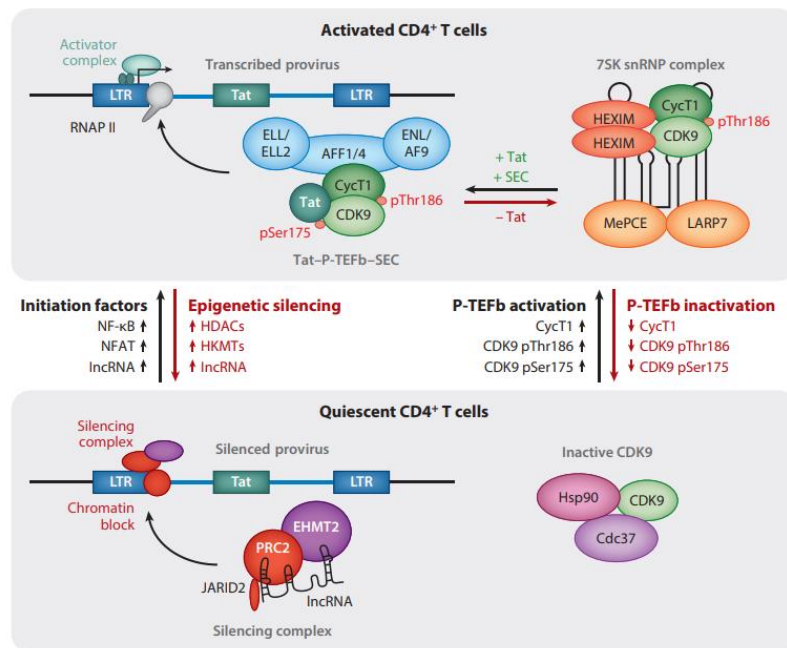 Activated CD4+ T cells
Activator
complex
Transcribed provirus
LTR
Tat
LTR
RNAP II
ELL/
ELL2
AFF1/4
ENL/
AF9
CycT1
Tat
CDK9
pThr186
pSer175
Tat–P-TEFb–SEC
+ Tat
+ SEC
– Tat
7SK snRNP complex
HEXIM
HEXIM
CycT1
CDK9
pThr186
MePCE
LARP7
Initiation factors
NF-κB
NFAT
lncRNA
Epigenetic silencing
HDACs
HKMTs
lncRNA
P-TEFb activation
CycT1
CDK9 pThr186
CDK9 pSer175
P-TEFb inactivation
CycT1
CDK9 pThr186
CDK9 pSer175
Quiescent CD4+ T cells
Silencing
complex
Silenced provirus
LTR
Tat
LTR
Chromatin
block
EHMT2
PRC2
JARID2
lncRNA
Silencing complex
Inactive CDK9
Hsp90
CDK9
Cdc37